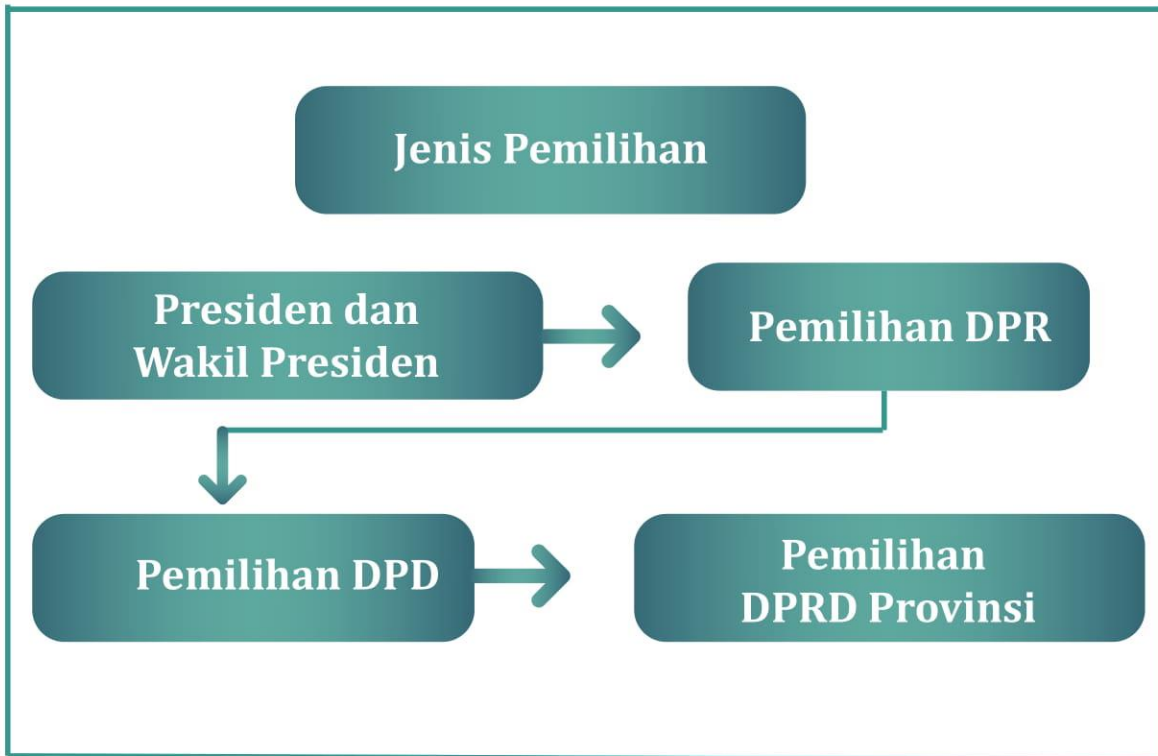 Jenis Pemilihan
Presiden dan
Wakil Presiden
Pemilihan DPR
Pemilihan DPD
Pemilihan
DPRD Provinsi